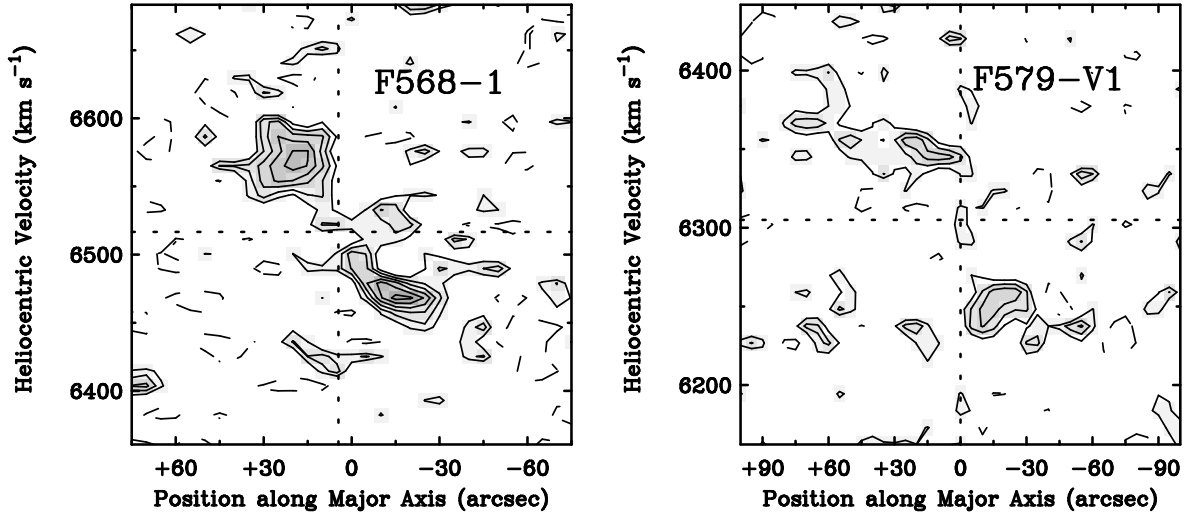 F568−1
Heliocentric Velocity (km s−1)
6600
6500
6400
+60 +30 0 −30 −60
Position along Major Axis (arcsec)
F579−V1
Heliocentric Velocity (km s−1)
6400
6300
6200
+90 +60 +30 0 −30 −60 −90
Position along Major Axis (arcsec)